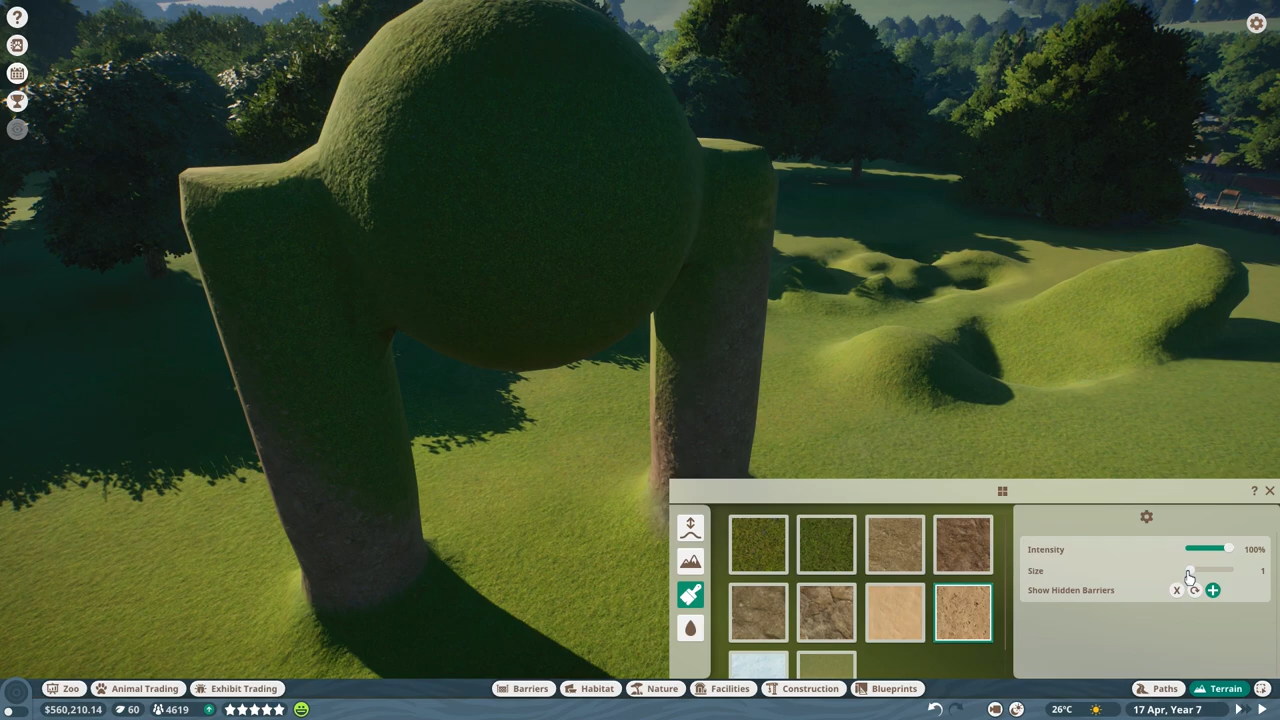 ?
? X
Intensity 100%
Size 1
Show Hidden Barriers X
Zoo Animal Trading Exhibit Trading Barriers Habitat Nature Facilities Construction Blueprints Paths Terrain
$560,210.14 60 4619 26°C 17 Apr, Year 7